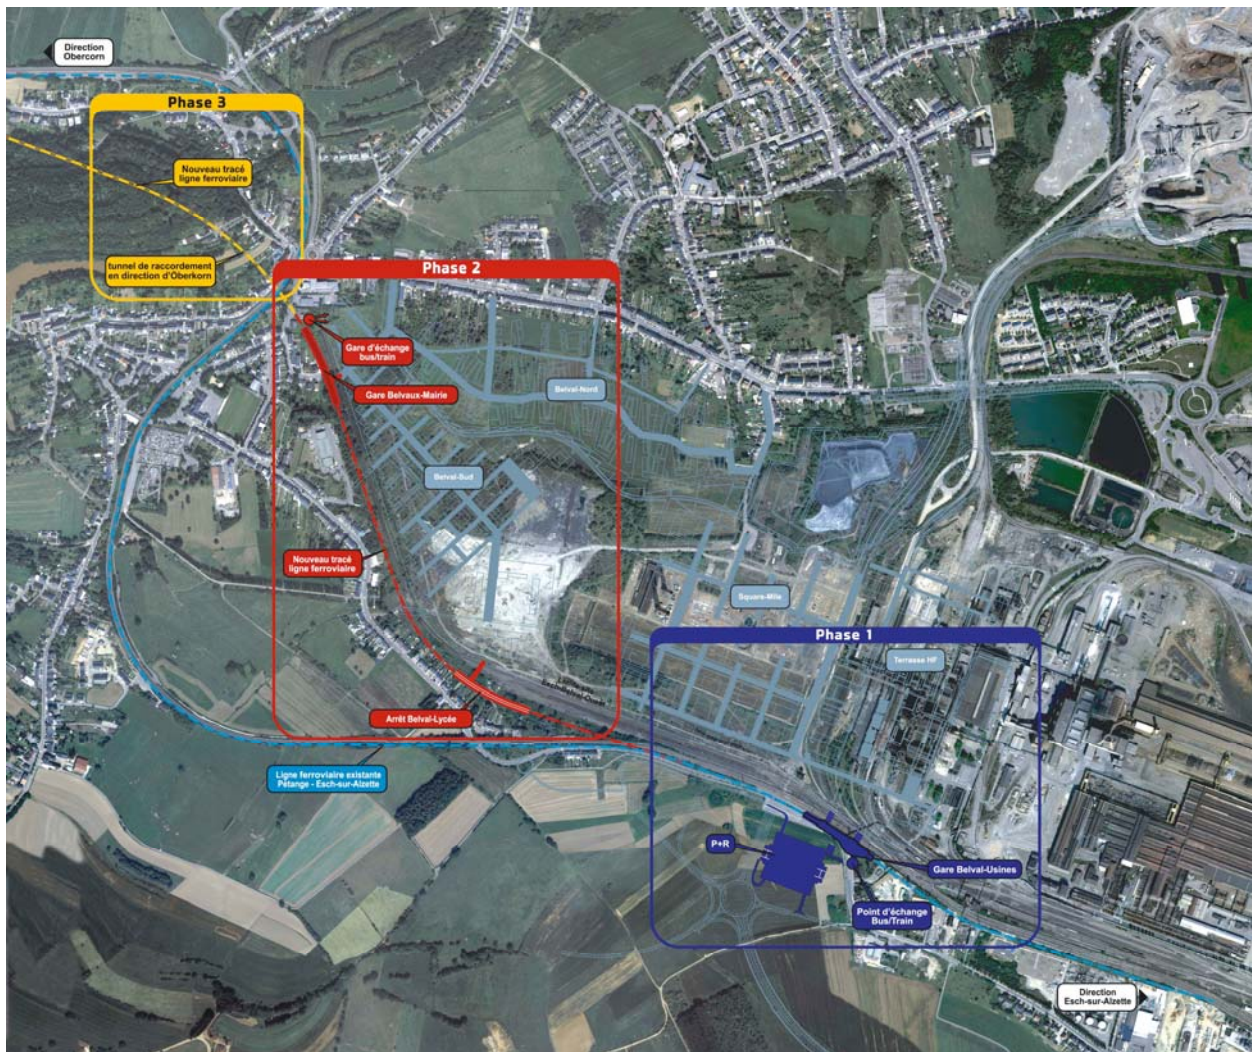 Direction
Obercorn
Phase 3
Nouveau tracé
ligne ferroviaire
tunnel de raccordement
en direction d'Oberkorn
Phase 2
Gare d'échange
bus/train
Gare Belvaux-Mairie
Belval-Nord
Belval-Sud
Nouveau tracé
ligne ferroviaire
Square-Mile
Phase 1
Terrasse HF
Arrêt Belval-Lycée
Ligne ferroviaire existante
Pétange - Esch-sur-Alzette
P+R
Gare Belval-Usines
Point d'échange
Bus/Train
Direction
Esch-sur-Alzette